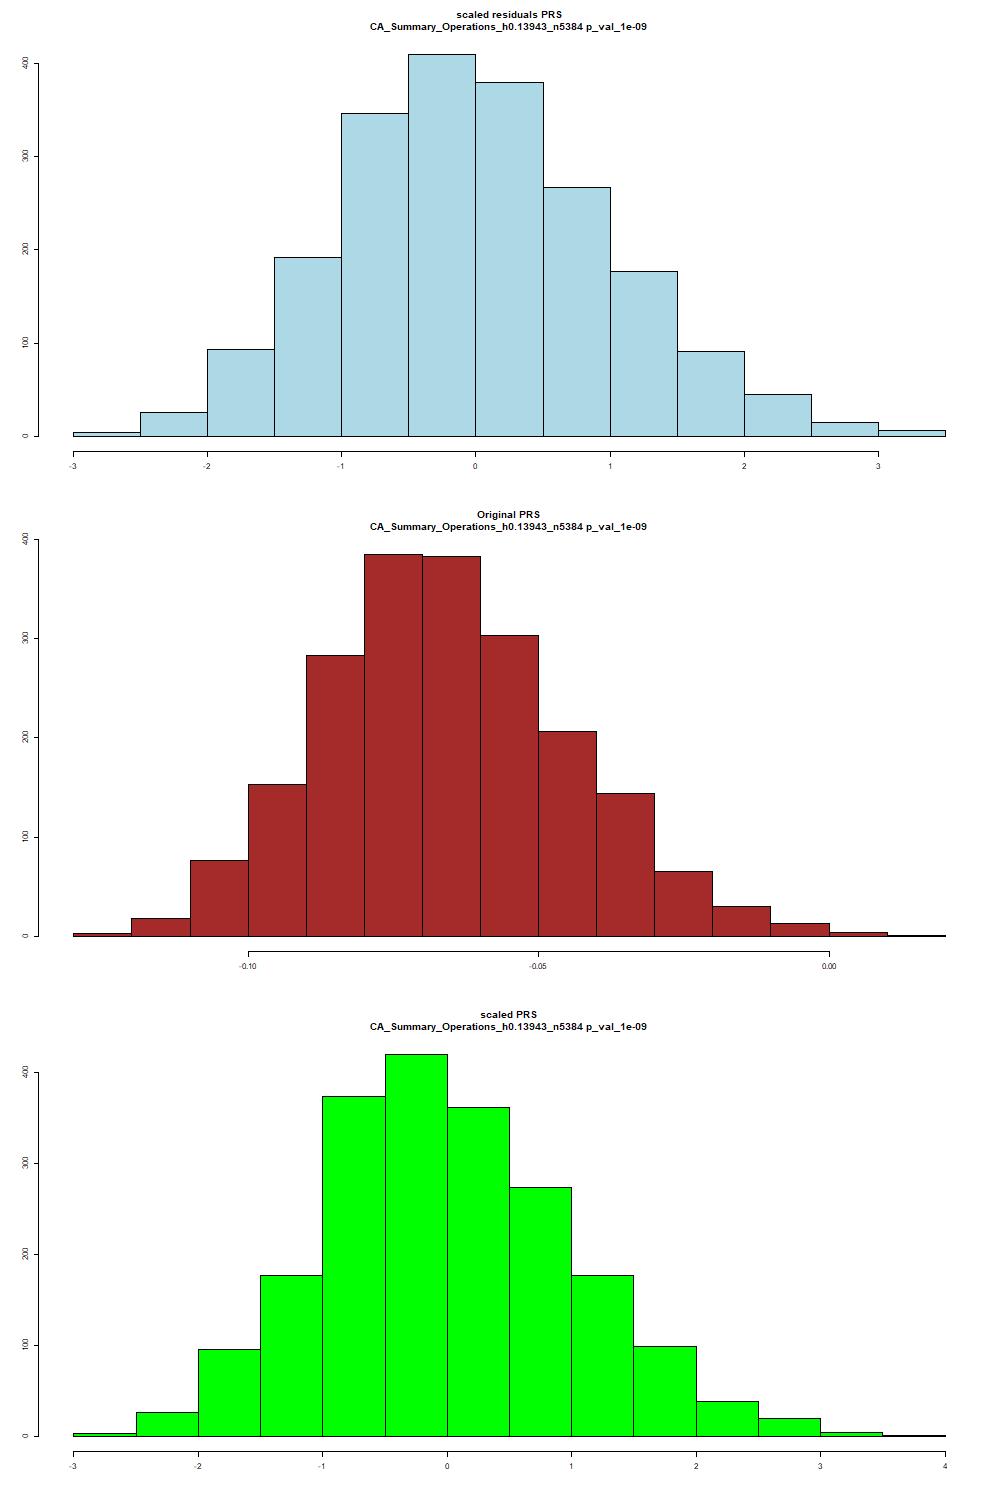 scaled residuals PRS
CA_Summary_Operations_h0.13943_n5384 p_val_1e-09
400
300
200
100
0
-3 -2 -1 0 1 2 3
Original PRS
CA_Summary_Operations_h0.13943_n5384 p_val_1e-09
400
300
200
100
0
-0.10 -0.05 0.00
scaled PRS
CA_Summary_Operations_h0.13943_n5384 p_val_1e-09
400
300
200
100
0
-3 -2 -1 0 1 2 3 4